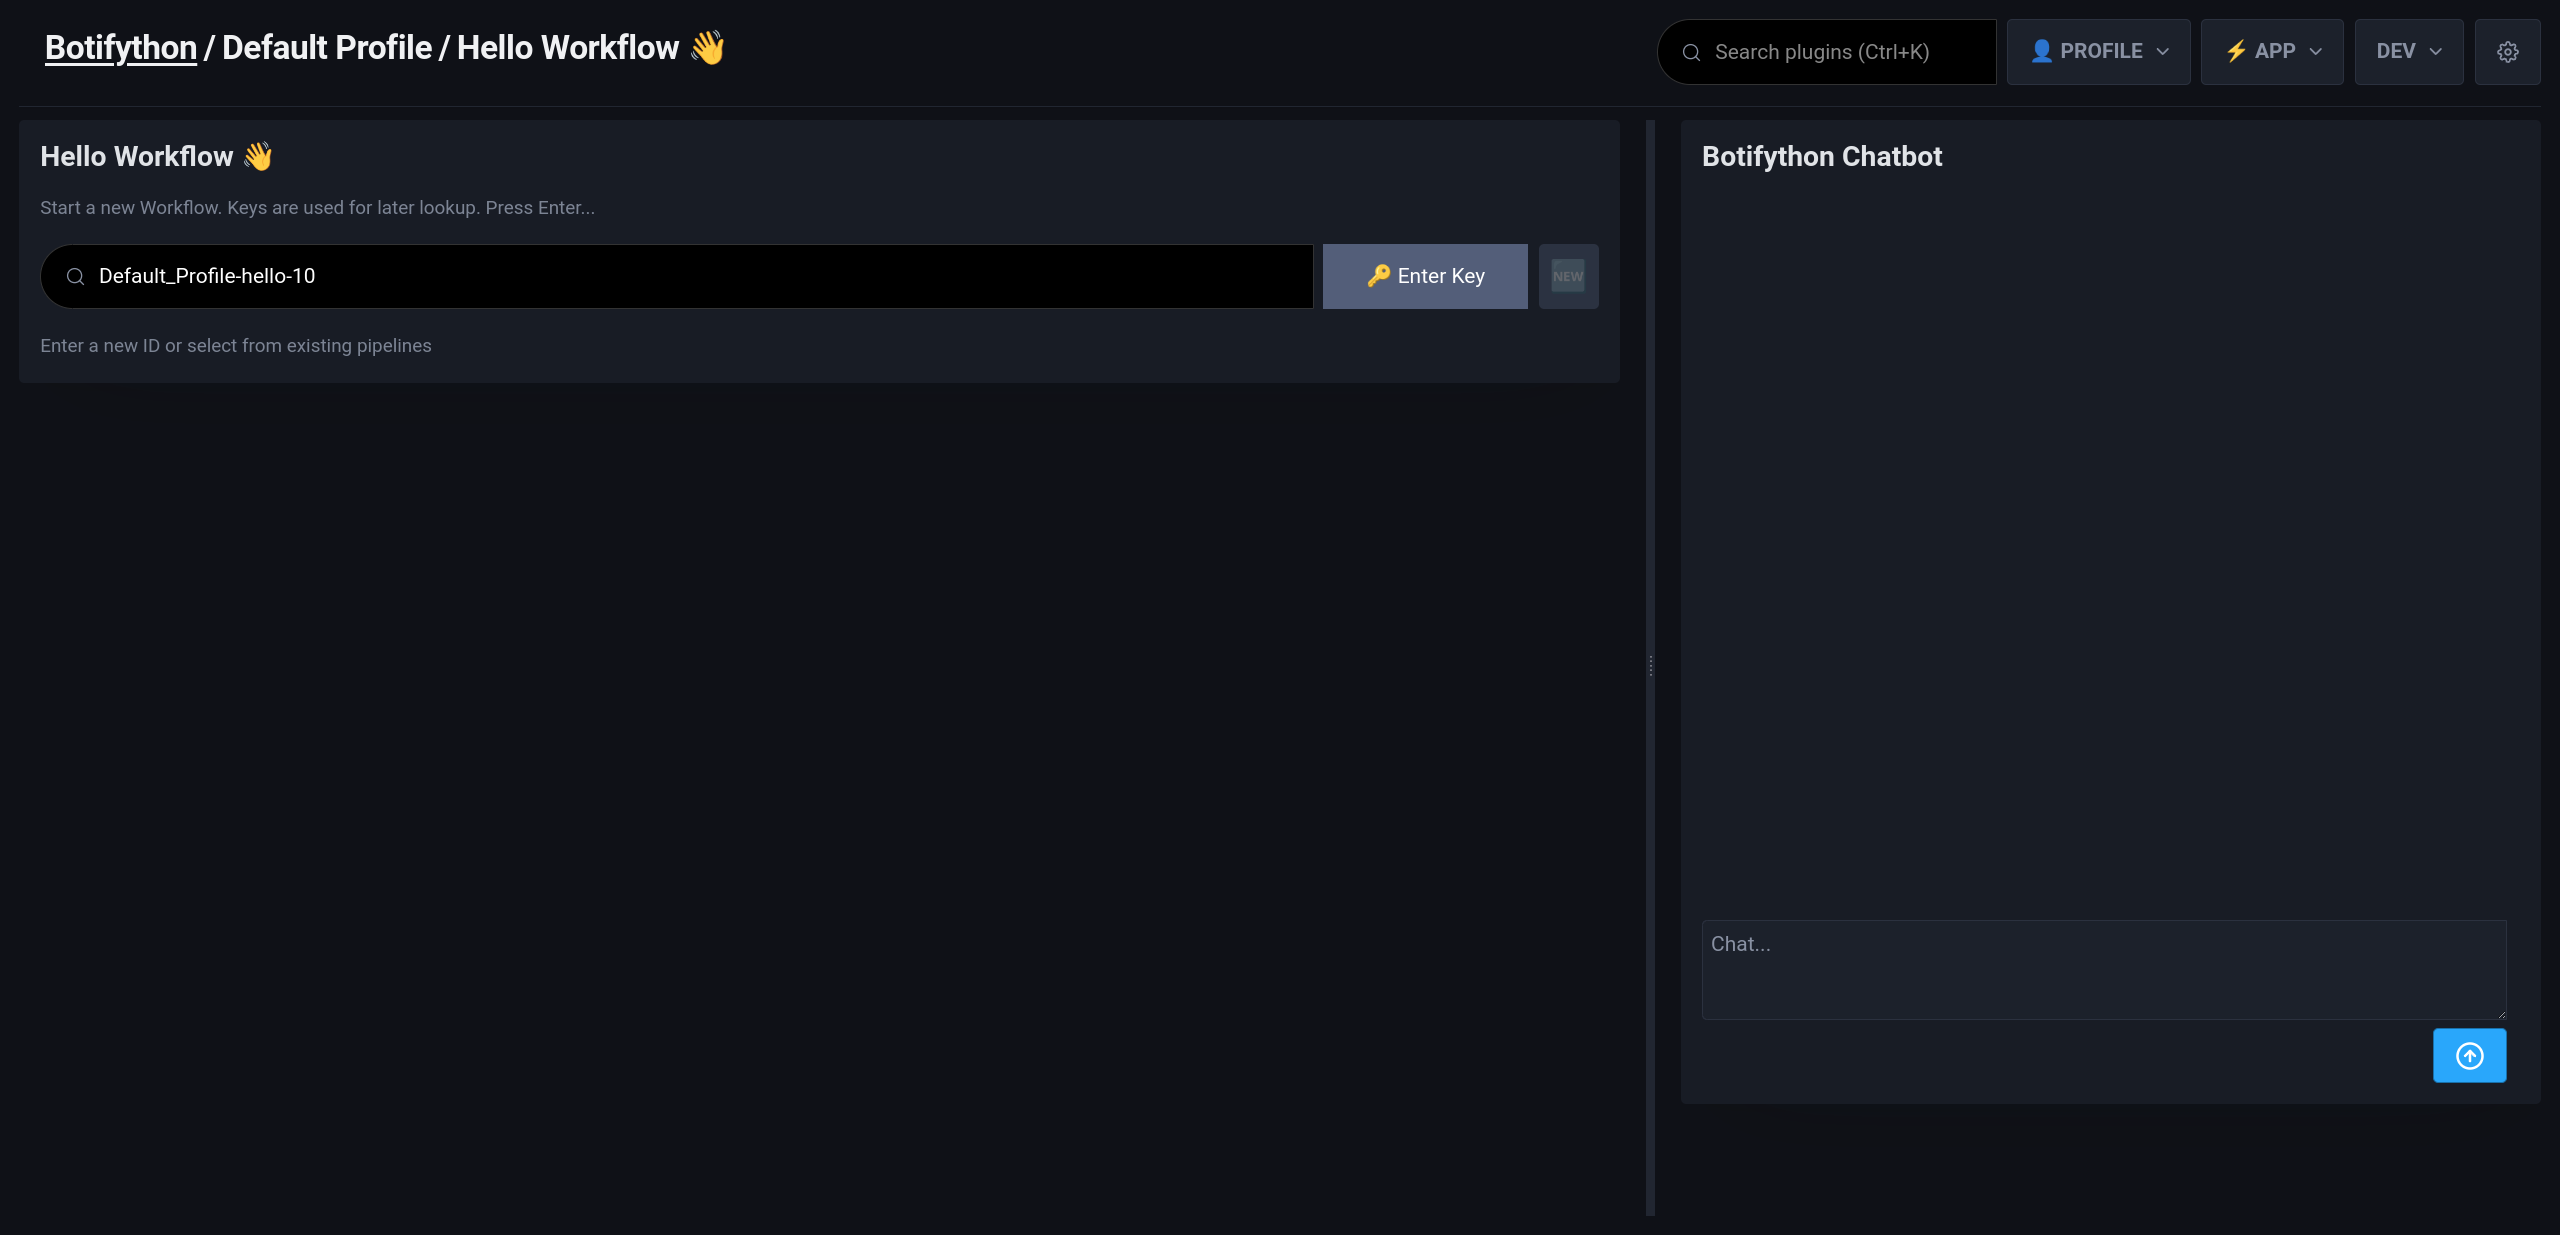 Botifython / Default Profile / Hello Workflow 👋
Search plugins (Ctrl+K)
👤 PROFILE
⚡ APP
DEV
Hello Workflow 👋
Start a new Workflow. Keys are used for later lookup. Press Enter...
Default_Profile-hello-10
🔑 Enter Key
NEW
Enter a new ID or select from existing pipelines
Botifython Chatbot
Chat...